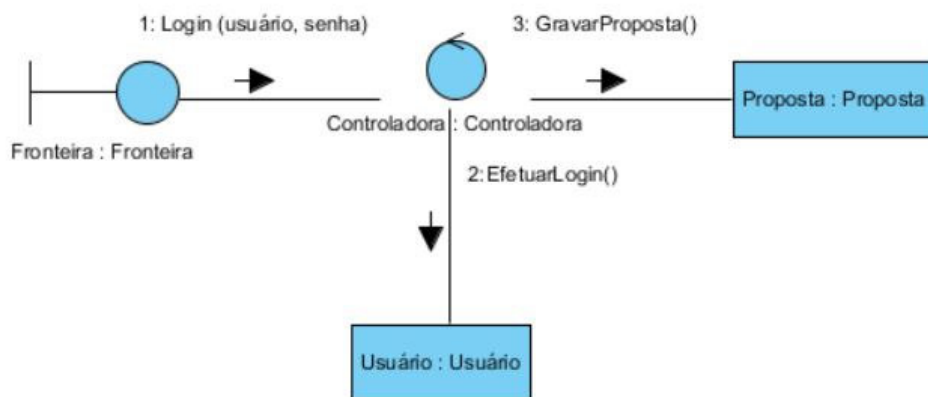 1: Login (usuário, senha)
3: GravarProposta()
Proposta : Proposta
Controladora : Controladora
Fronteira : Fronteira
2:EfetuarLogin()
Usuário : Usuário